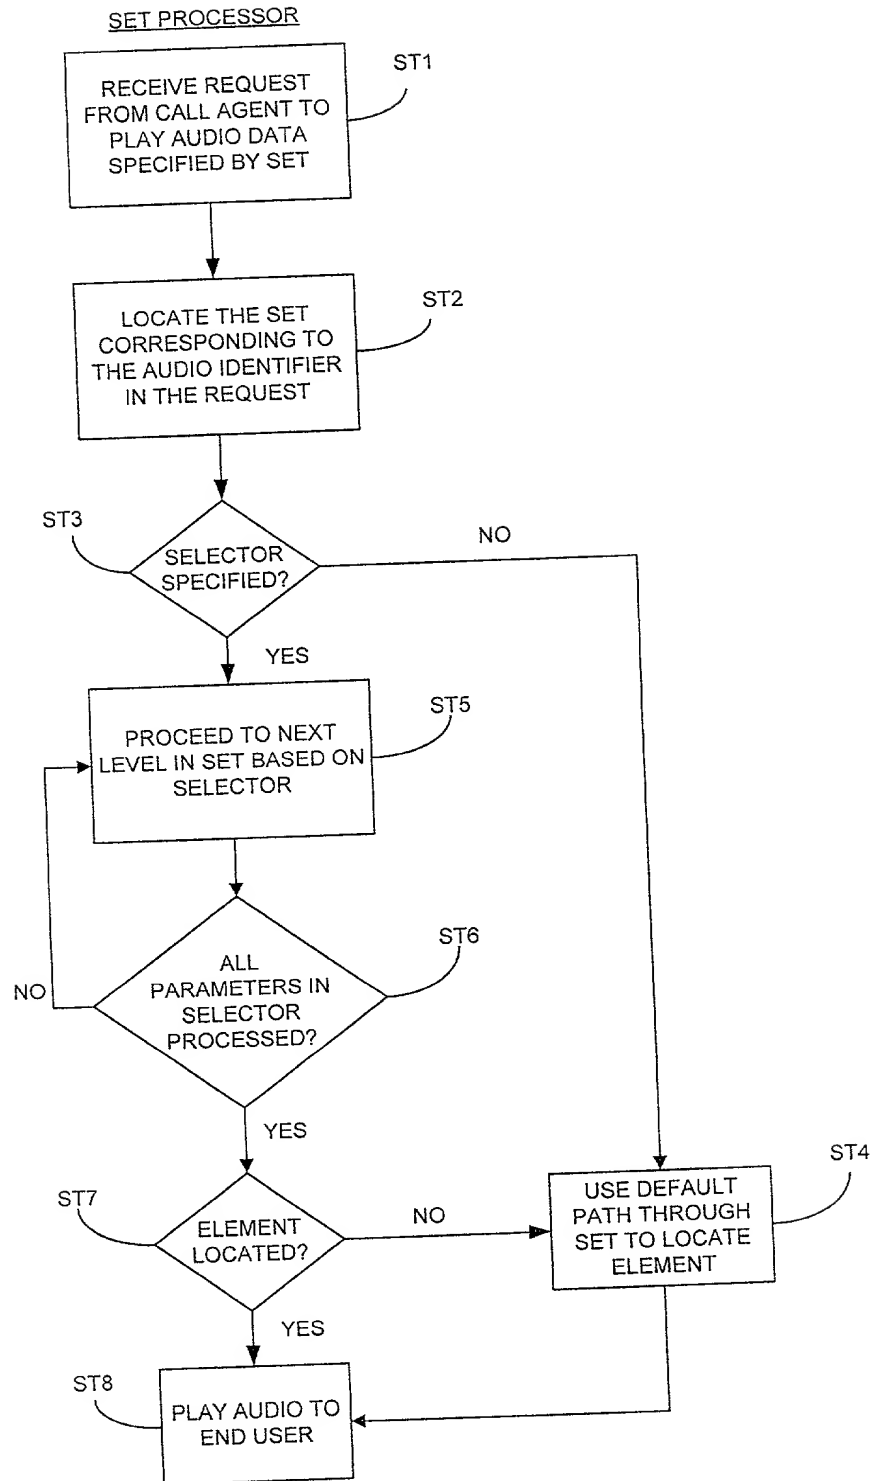 SET PROCESSOR
RECEIVE REQUEST
FROM CALL AGENT TO
PLAY AUDIO DATA
SPECIFIED BY SET
ST1
LOCATE THE SET
CORRESPONDING TO
THE AUDIO IDENTIFIER
IN THE REQUEST
ST2
ST3
SELECTOR
SPECIFIED?
NO
YES
PROCEED TO NEXT
LEVEL IN SET BASED ON
SELECTOR
ST5
ALL
PARAMETERS IN
SELECTOR
PROCESSED?
ST6
NO
YES
ST7
ELEMENT
LOCATED?
NO
USE DEFAULT
PATH THROUGH
SET TO LOCATE
ELEMENT
ST4
YES
ST8
PLAY AUDIO TO
END USER